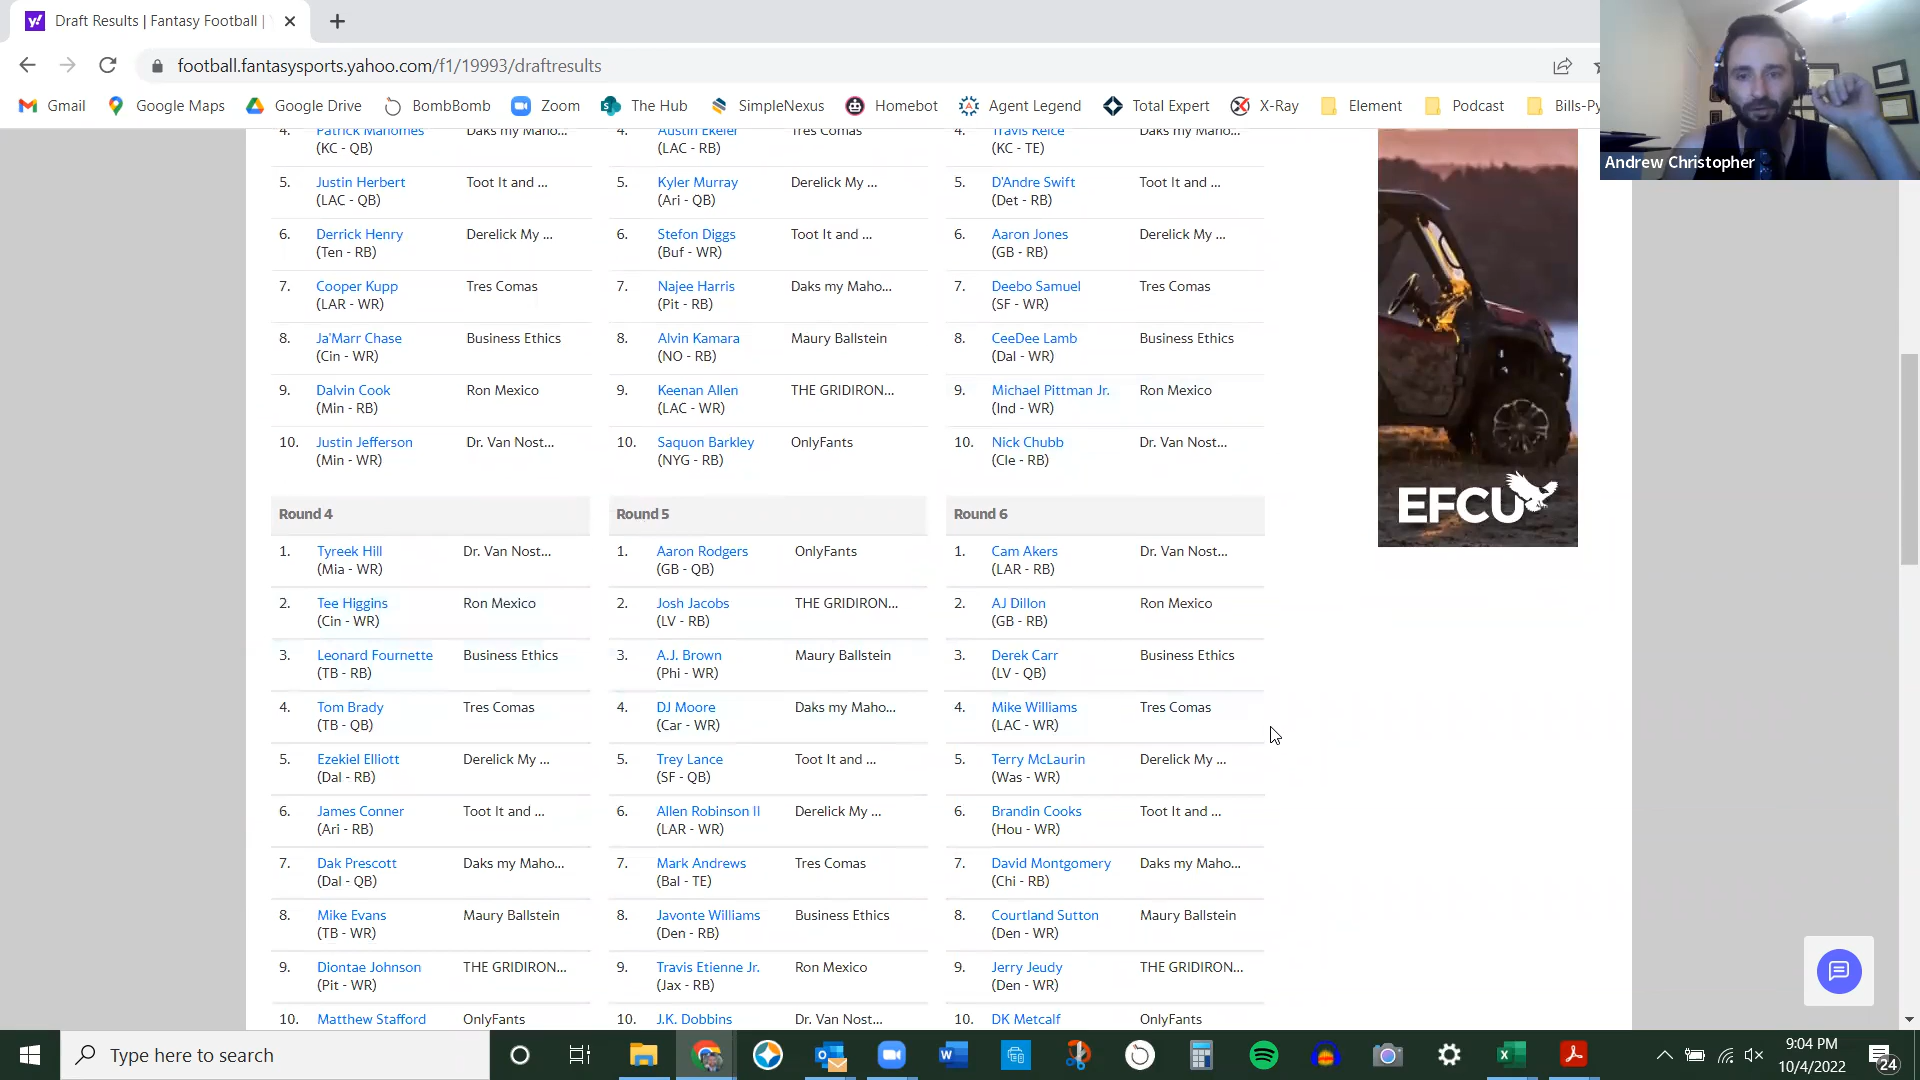 Draft Results | Fantasy Football |
football.fantasysports.yahoo.com/f1/19993/draftresults
Gmail Google Maps Google Drive BombBomb Zoom The Hub SimpleNexus Homebot Agent Legend Total Expert X-Ray Element Podcast Bills-Py
Andrew Christopher
4. Patrick Mahomes Daks my Maho...
(KC - QB)
5. Justin Herbert Toot It and ...
(LAC - QB)
6. Derrick Henry Derelick My ...
(Ten - RB)
7. Cooper Kupp Tres Comas
(LAR - WR)
8. Ja'Marr Chase Business Ethics
(Cin - WR)
9. Dalvin Cook Ron Mexico
(Min - RB)
10. Justin Jefferson Dr. Van Nost...
(Min - WR)
4. Austin Ekeler Tres Comas
(LAC - RB)
5. Kyler Murray Derelick My ...
(Ari - QB)
6. Stefon Diggs Toot It and ...
(Buf - WR)
7. Najee Harris Daks my Maho...
(Pit - RB)
8. Alvin Kamara Maury Ballstein
(NO - RB)
9. Keenan Allen THE GRIDIRON...
(LAC - WR)
10. Saquon Barkley OnlyFants
(NYG - RB)
4. Travis Kelce Daks my Maho...
(KC - TE)
5. D'Andre Swift Toot It and ...
(Det - RB)
6. Aaron Jones Derelick My ...
(GB - RB)
7. Deebo Samuel Tres Comas
(SF - WR)
8. CeeDee Lamb Business Ethics
(Dal - WR)
9. Michael Pittman Jr. Ron Mexico
(Ind - WR)
10. Nick Chubb Dr. Van Nost...
(Cle - RB)
EFCU
Round 4
1. Tyreek Hill Dr. Van Nost...
(Mia - WR)
2. Tee Higgins Ron Mexico
(Cin - WR)
3. Leonard Fournette Business Ethics
(TB - RB)
4. Tom Brady Tres Comas
(TB - QB)
5. Ezekiel Elliott Derelick My ...
(Dal - RB)
6. James Conner Toot It and ...
(Ari - RB)
7. Dak Prescott Daks my Maho...
(Dal - QB)
8. Mike Evans Maury Ballstein
(TB - WR)
9. Diontae Johnson THE GRIDIRON...
(Pit - WR)
10. Matthew Stafford OnlyFants
Round 5
1. Aaron Rodgers OnlyFants
(GB - QB)
2. Josh Jacobs THE GRIDIRON...
(LV - RB)
3. A.J. Brown Maury Ballstein
(Phi - WR)
4. DJ Moore Daks my Maho...
(Car - WR)
5. Trey Lance Toot It and ...
(SF - QB)
6. Allen Robinson II Derelick My ...
(LAR - WR)
7. Mark Andrews Tres Comas
(Bal - TE)
8. Javonte Williams Business Ethics
(Den - RB)
9. Travis Etienne Jr. Ron Mexico
(Jax - RB)
10. J.K. Dobbins Dr. Van Nost...
Round 6
1. Cam Akers Dr. Van Nost...
(LAR - RB)
2. AJ Dillon Ron Mexico
(GB - RB)
3. Derek Carr Business Ethics
(LV - QB)
4. Mike Williams Tres Comas
(LAC - WR)
5. Terry McLaurin Derelick My ...
(Was - WR)
6. Brandin Cooks Toot It and ...
(Hou - WR)
7. David Montgomery Daks my Maho...
(Chi - RB)
8. Courtland Sutton Maury Ballstein
(Den - WR)
9. Jerry Jeudy THE GRIDIRON...
(Den - WR)
10. DK Metcalf OnlyFants
Type here to search
9:04 PM
10/4/2022
24